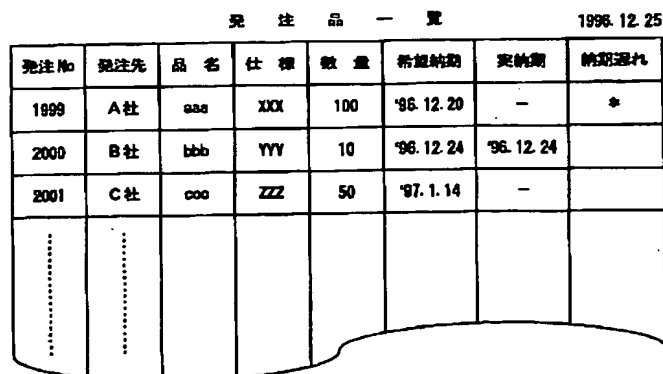 発 注 品 一 覧 1996.12.25
発注No 発注先 品 名 仕 様 数 量 希望納期 実納期 納期遅れ
1999 A社 aaa XXX 100 '96.12.20 － *
2000 B社 bbb YYY 10 '96.12.24 '96.12.24
2001 C社 ccc ZZZ 50 '97.1.14 －